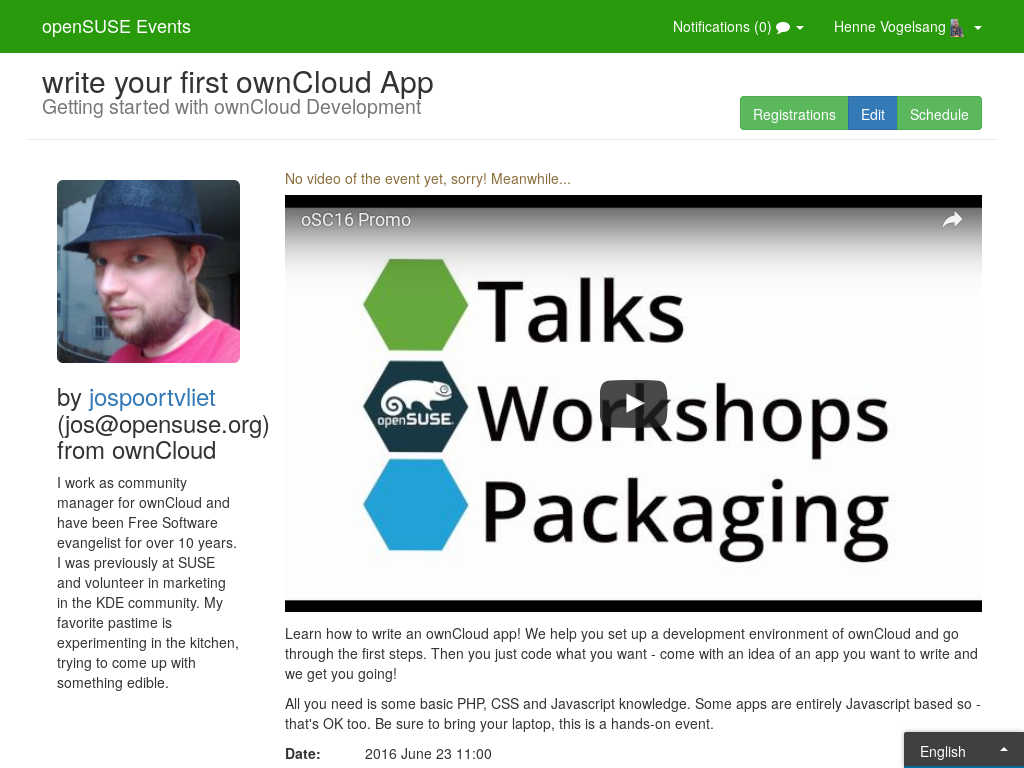 openSUSE Events
Notifications (0)
Henne Vogelsang
write your first ownCloud App
Getting started with ownCloud Development
Registrations
Edit
Schedule
by jospoortvliet
(jos@opensuse.org)
from ownCloud
I work as community
manager for ownCloud and
have been Free Software
evangelist for over 10 years.
I was previously at SUSE
and volunteer in marketing
in the KDE community. My
favorite pastime is
experimenting in the kitchen,
trying to come up with
something edible.
No video of the event yet, sorry! Meanwhile...
oSC16 Promo
Talks
openSUSE
Workshops
Packaging
Learn how to write an ownCloud app! We help you set up a development environment of ownCloud and go
through the first steps. Then you just code what you want - come with an idea of an app you want to write and
we get you going!
All you need is some basic PHP, CSS and Javascript knowledge. Some apps are entirely Javascript based so -
that's OK too. Be sure to bring your laptop, this is a hands-on event.
Date: 2016 June 23 11:00
English